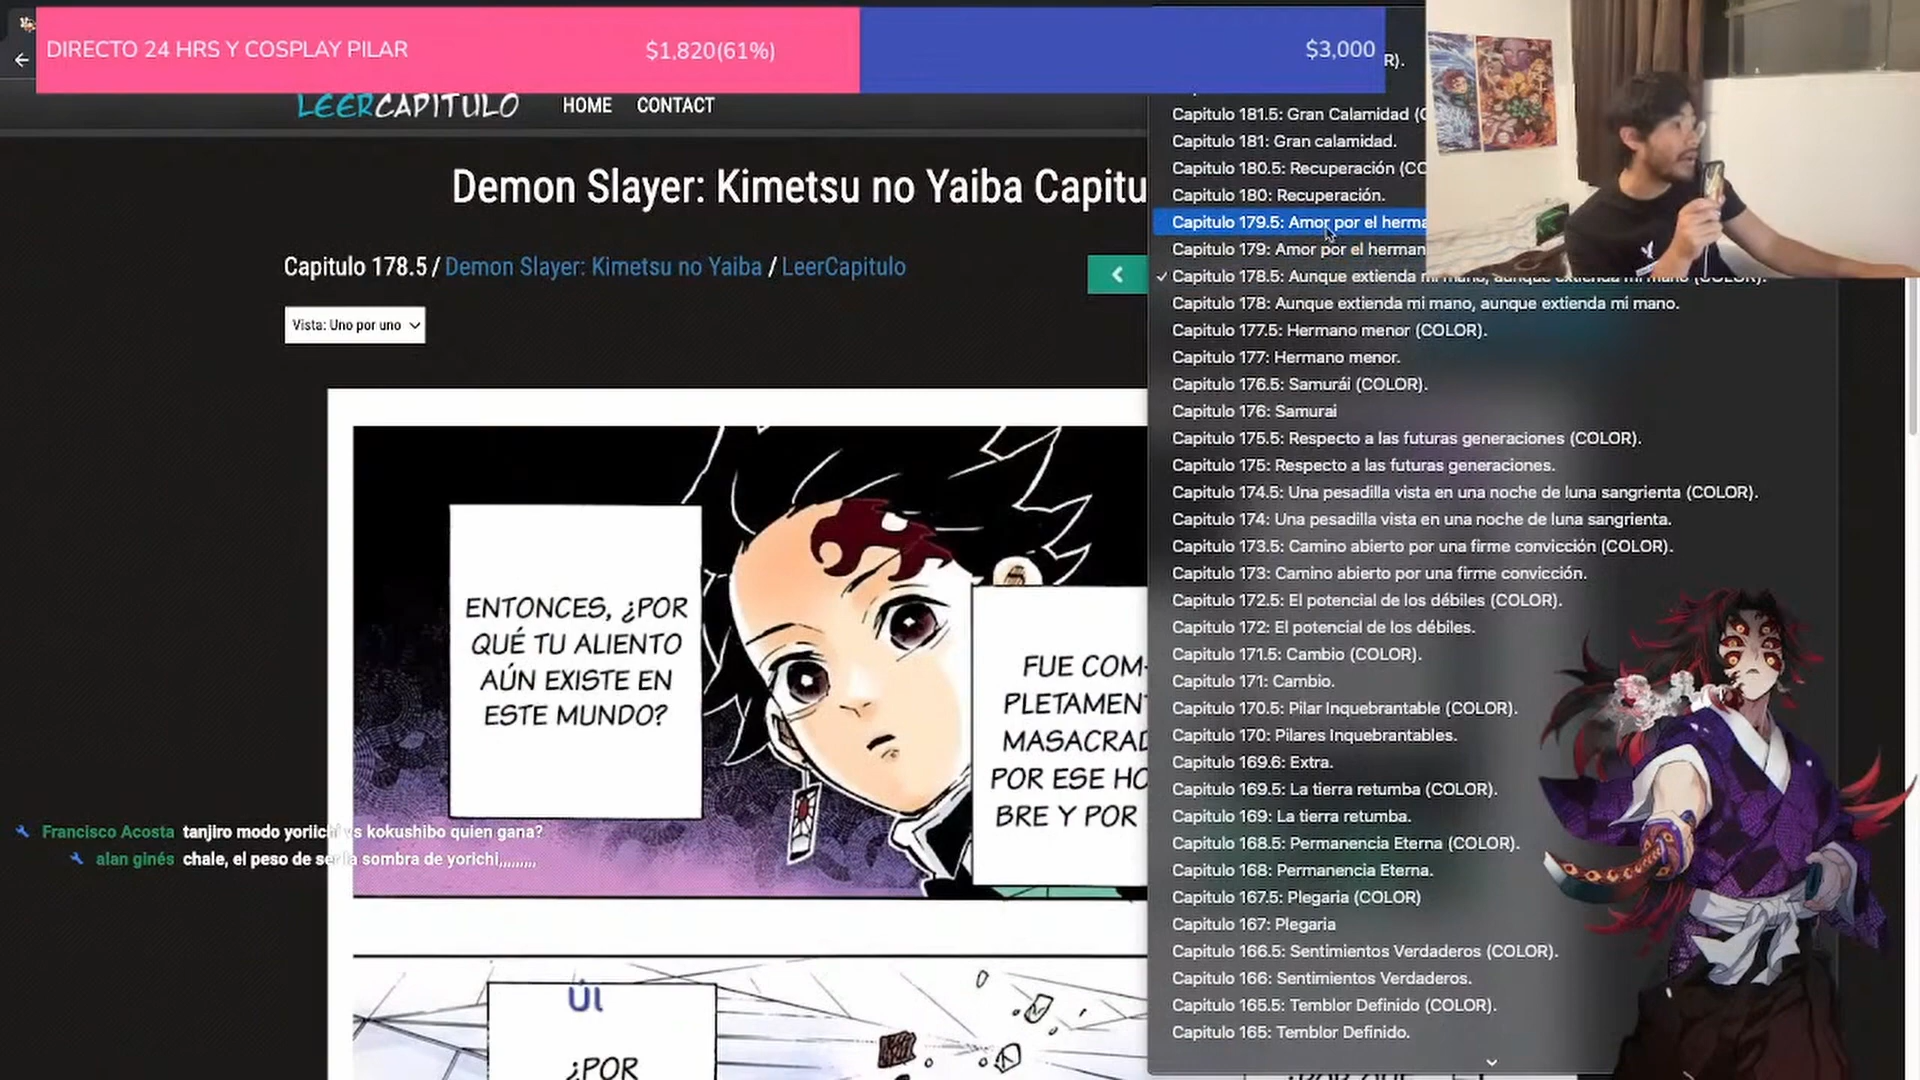 DIRECTO 24 HRS Y COSPLAY PILAR
$1,820(61%)
$3,000
R).
LEERCAPITULO
HOME
CONTACT
Demon Slayer: Kimetsu no Yaiba Capitu
Capitulo 178.5 / Demon Slayer: Kimetsu no Yaiba / LeerCapitulo
Vista: Uno por uno
Capitulo 181.5: Gran Calamidad (C
Capitulo 181: Gran calamidad.
Capitulo 180.5: Recuperación (CO
Capitulo 180: Recuperación.
Capitulo 179.5: Amor por el herma
Capitulo 179: Amor por el herman
Capitulo 178.5: Aunque extienda mi mano, aunque extienda mi mano (COLOR).
Capitulo 178: Aunque extienda mi mano, aunque extienda mi mano.
Capitulo 177.5: Hermano menor (COLOR).
Capitulo 177: Hermano menor.
Capitulo 176.5: Samurái (COLOR).
Capitulo 176: Samurai
Capitulo 175.5: Respecto a las futuras generaciones (COLOR).
Capitulo 175: Respecto a las futuras generaciones.
Capitulo 174.5: Una pesadilla vista en una noche de luna sangrienta (COLOR).
Capitulo 174: Una pesadilla vista en una noche de luna sangrienta.
Capitulo 173.5: Camino abierto por una firme convicción (COLOR).
Capitulo 173: Camino abierto por una firme convicción.
Capitulo 172.5: El potencial de los débiles (COLOR).
Capitulo 172: El potencial de los débiles.
Capitulo 171.5: Cambio (COLOR).
Capitulo 171: Cambio.
Capitulo 170.5: Pilar Inquebrantable (COLOR).
Capitulo 170: Pilares Inquebrantables.
Capitulo 169.6: Extra.
Capitulo 169.5: La tierra retumba (COLOR).
Capitulo 169: La tierra retumba.
Capitulo 168.5: Permanencia Eterna (COLOR).
Capitulo 168: Permanencia Eterna.
Capitulo 167.5: Plegaria (COLOR)
Capitulo 167: Plegaria
Capitulo 166.5: Sentimientos Verdaderos (COLOR).
Capitulo 166: Sentimientos Verdaderos.
Capitulo 165.5: Temblor Definido (COLOR).
Capitulo 165: Temblor Definido.
ENTONCES, ¿POR
QUÉ TU ALIENTO
AÚN EXISTE EN
ESTE MUNDO?
FUE COM-
PLETAMEN
MASACRAD
POR ESE HO
BRE Y POR
Francisco Acosta tanjiro modo yoriichi vs kokushibo quien gana?
alan ginés chale, el peso de ser la sombra de yorichi,,,,,,,,,
Úl
¿POR